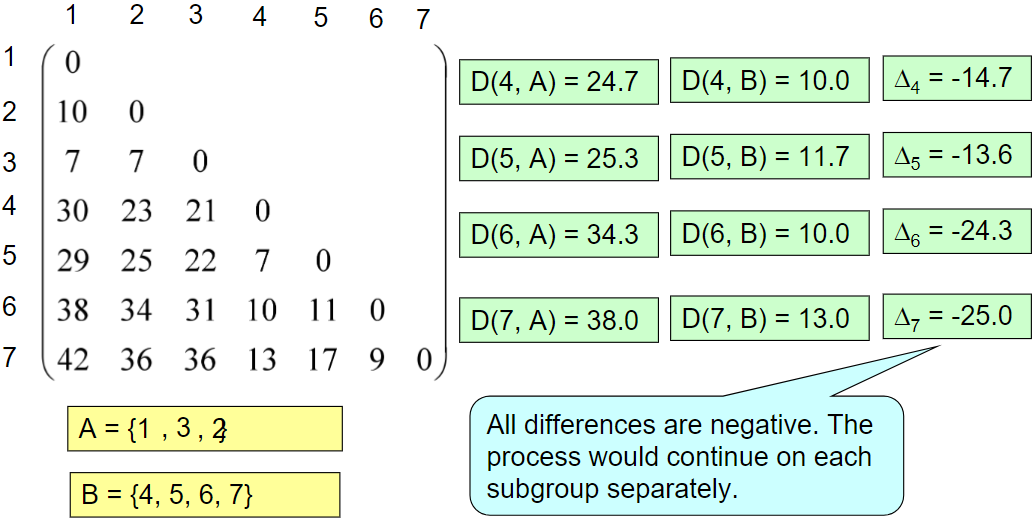 1 2 3 4 5 6 7
1 0
2 10 0
3 7 7 0
4 30 23 21 0
5 29 25 22 7 0
6 38 34 31 10 11 0
7 42 36 36 13 17 9 0
D(4, A) = 24.7 D(4, B) = 10.0 Δ4 = -14.7
D(5, A) = 25.3 D(5, B) = 11.7 Δ5 = -13.6
D(6, A) = 34.3 D(6, B) = 10.0 Δ6 = -24.3
D(7, A) = 38.0 D(7, B) = 13.0 Δ7 = -25.0
A = {1 , 3 , 2}
B = {4, 5, 6, 7}
All differences are negative. The
process would continue on each
subgroup separately.